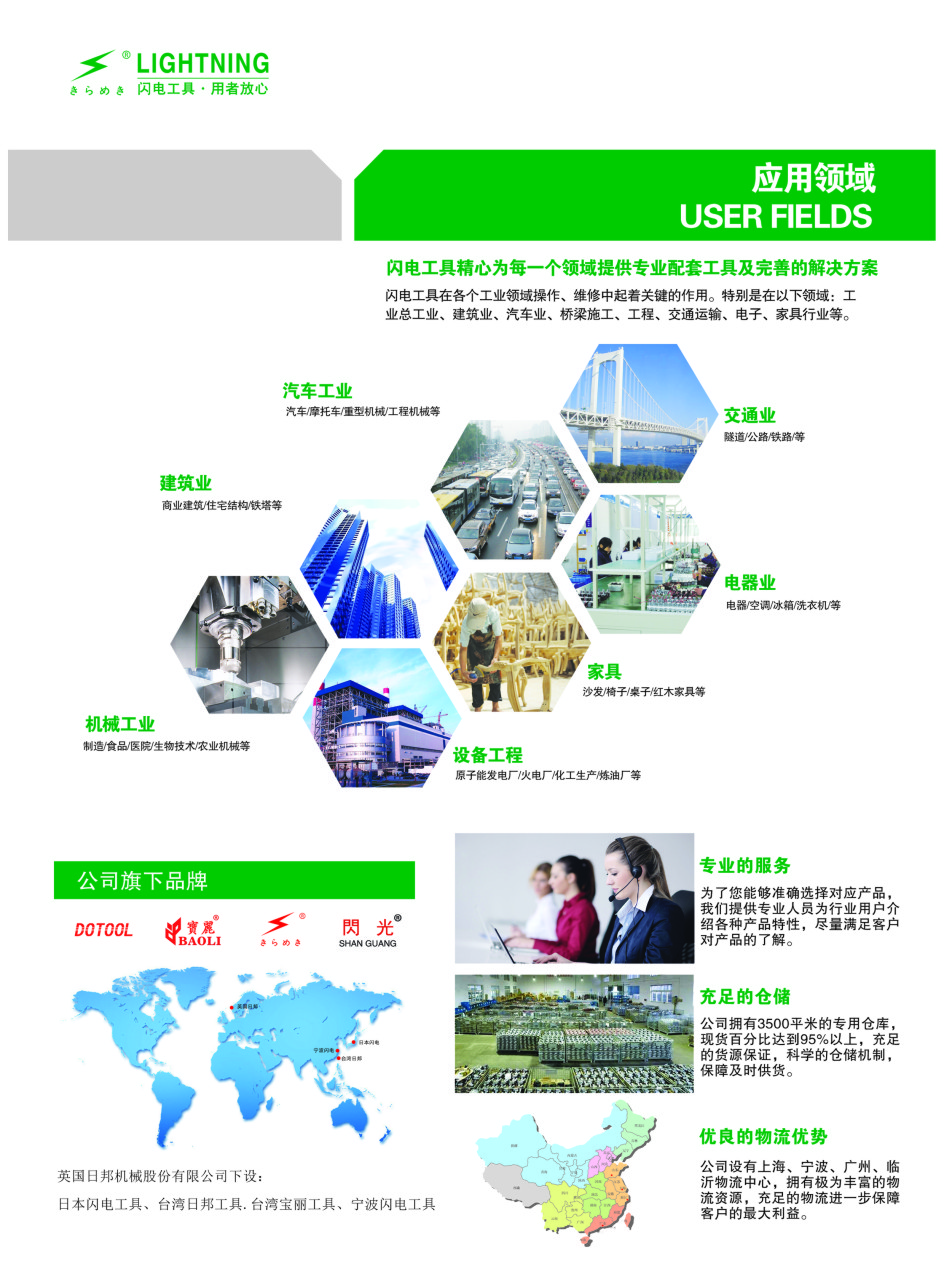 ® LIGHTNING
きらめき 闪电工具·用者放心
应用领域
USER FIELDS
闪电工具精心为每一个领域提供专业配套工具及完善的解决方案
闪电工具在各个工业领域操作、维修中起着关键的作用。特别是在以下领域：工
业总工业、建筑业、汽车业、桥梁施工、工程、交通运输、电子、家具行业等。
汽车工业
汽车/摩托车/重型机械/工程机械等
交通业
隧道/公路/铁路/等
建筑业
商业建筑/住宅结构/铁塔等
电器业
电器/空调/冰箱/洗衣机/等
家具
沙发/椅子/桌子/红木家具等
机械工业
制造/食品/医院/生物技术/农业机械等
设备工程
原子能发电厂/火电厂/化工生产/炼油厂等
公司旗下品牌
DOTOOL
寶麗®
BAOLI
®
きらめき
閃光®
SHAN GUANG
英国日邦
日本闪电
宁波闪电
台湾日邦
英国日邦机械股份有限公司下设：
日本闪电工具、台湾日邦工具.台湾宝丽工具、宁波闪电工具
专业的服务
为了您能够准确选择对应产品，
我们提供专业人员为行业用户介
绍各种产品特性，尽量满足客户
对产品的了解。
充足的仓储
公司拥有3500平米的专用仓库，
现货百分比达到95%以上，充足
的货源保证，科学的仓储机制，
保障及时供货。
优良的物流优势
公司设有上海、宁波、广州、临
沂物流中心，拥有极为丰富的物
流资源，充足的物流进一步保障
客户的最大利益。